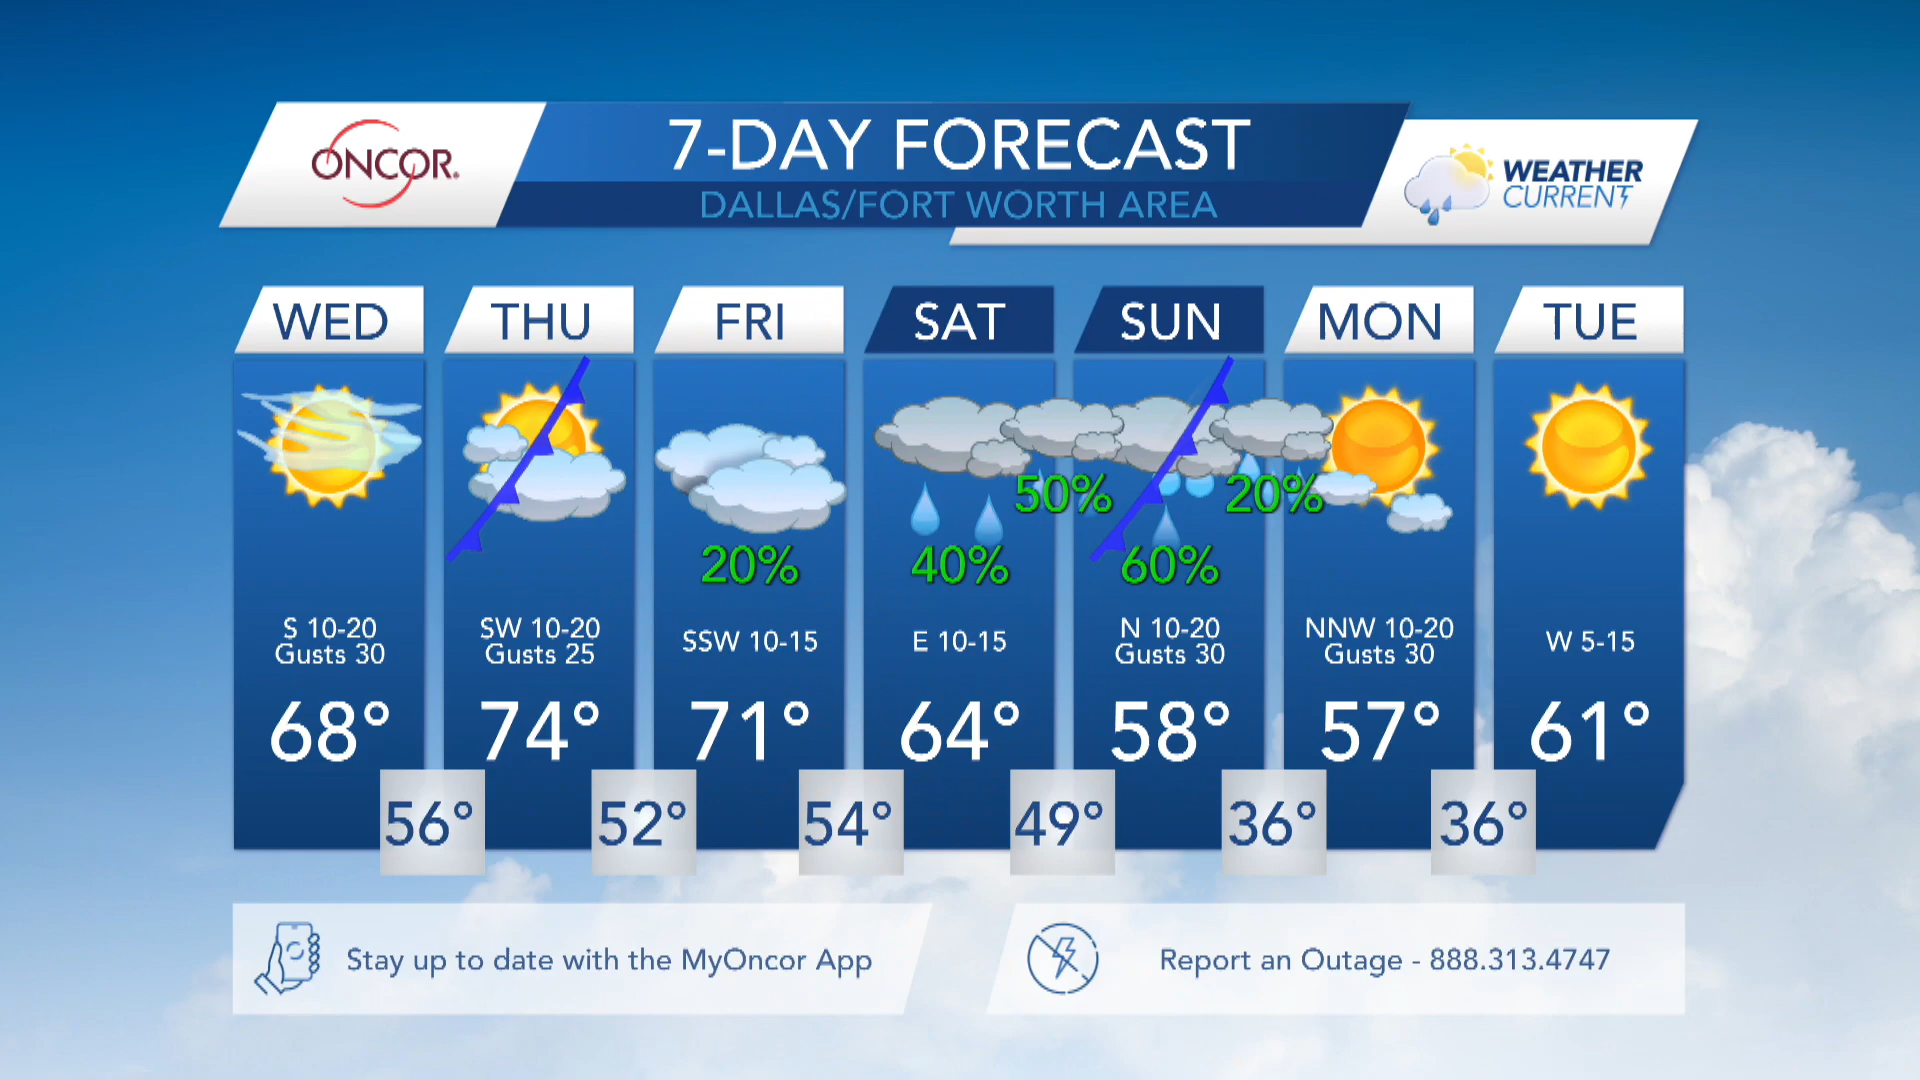 ONCOR.
7-DAY FORECAST
DALLAS/FORT WORTH AREA
WEATHER
CURRENT
WED
THU
FRI
SAT
SUN
MON
TUE
50%
20%
20%
40%
60%
S 10-20
Gusts 30
SW 10-20
Gusts 25
SSW 10-15
E 10-15
N 10-20
Gusts 30
NNW 10-20
Gusts 30
W 5-15
68°
74°
71°
64°
58°
57°
61°
56°
52°
54°
49°
36°
36°
Stay up to date with the MyOncor App
Report an Outage - 888.313.4747